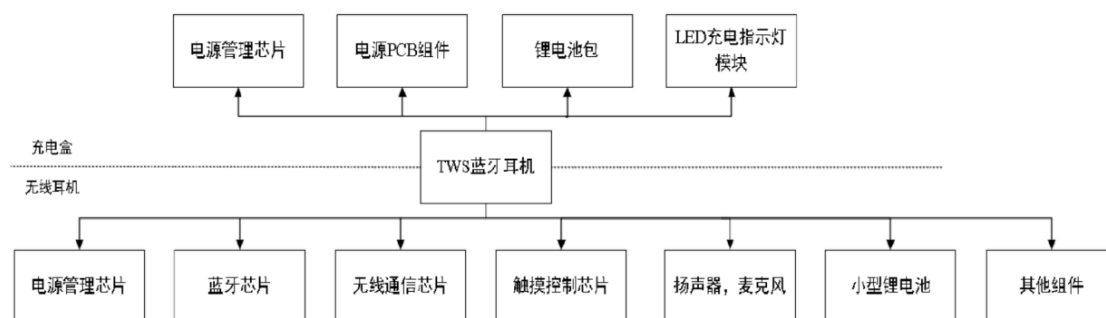 电源管理芯片
电源PCB组件
锂电池包
LED充电指示灯
模块
充电盒
TWS蓝牙耳机
无线耳机
电源管理芯片
蓝牙芯片
无线通信芯片
触摸控制芯片
扬声器，麦克风
小型锂电池
其他组件